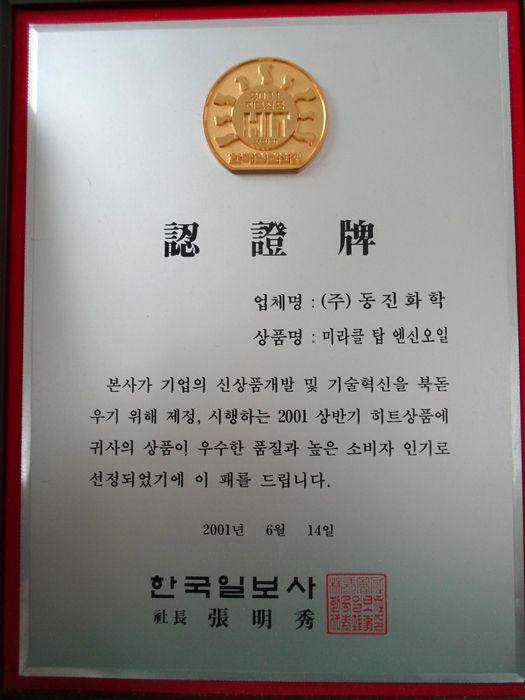 2001
HIT
認證牌
업체명 : (주) 동진화학
상품명 : 미라클 탑 엔신오일
본사가 기업의 신상품개발 및 기술혁신을 북돋
우기 위해 제정, 시행하는 2001 상반기 히트상품에
귀사의 상품이 우수한 품질과 높은 소비자 인기로
선정되었기에 이 패를 드립니다.
2001년 6월 14일
한국일보사
社長 張明秀